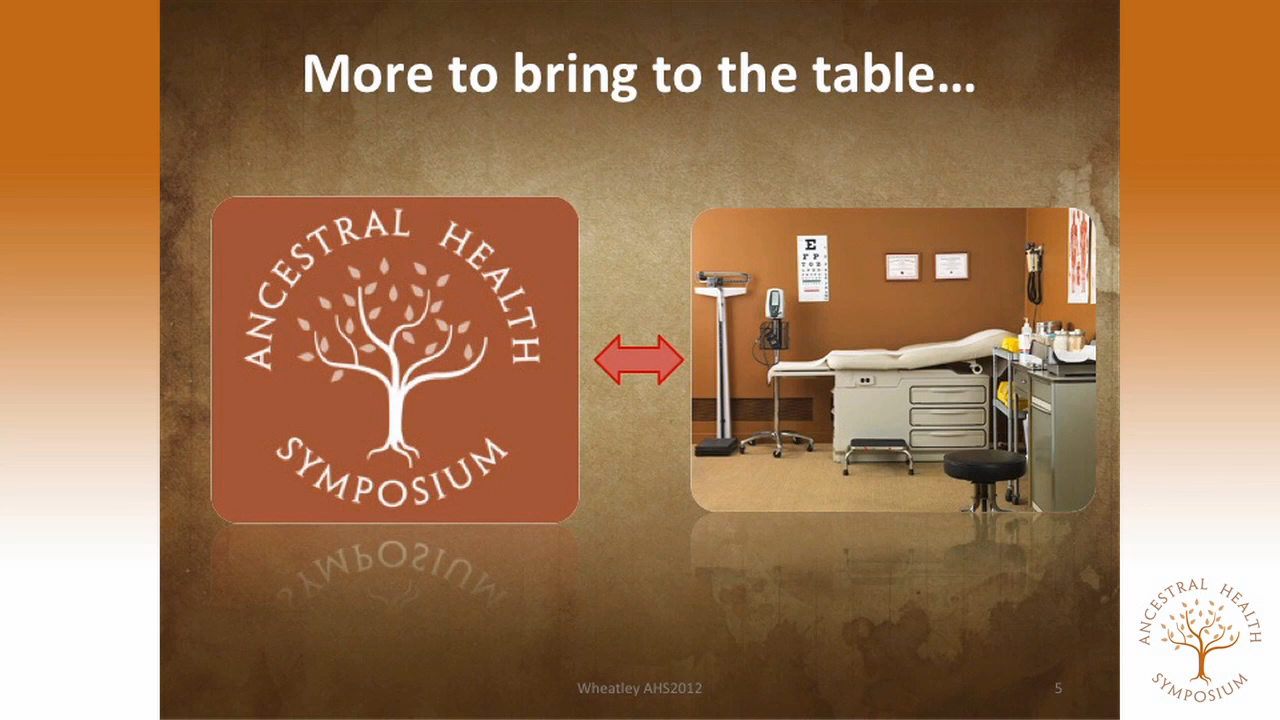 More to bring to the table...
ANCESTRAL HEALTH
SYMPOSIUM
E
F P
T O Z
Wheatley AHS2012
5
ANCESTRAL HEALTH
SYMPOSIUM